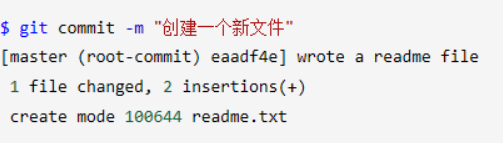 $ git commit -m "创建一个新文件"
[master (root-commit) eaadf4e] wrote a readme file
1 file changed, 2 insertions(+)
create mode 100644 readme.txt